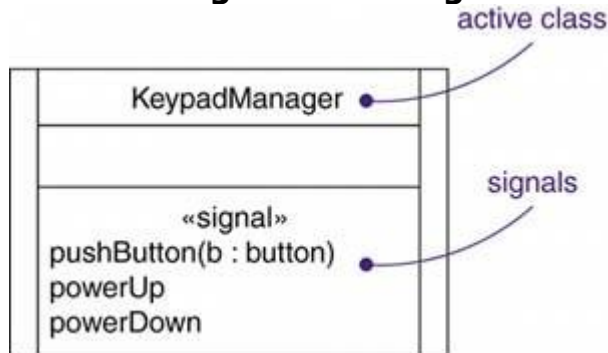 active class
KeypadManager
signals
«signal»
pushButton(b : button)
powerUp
powerDown